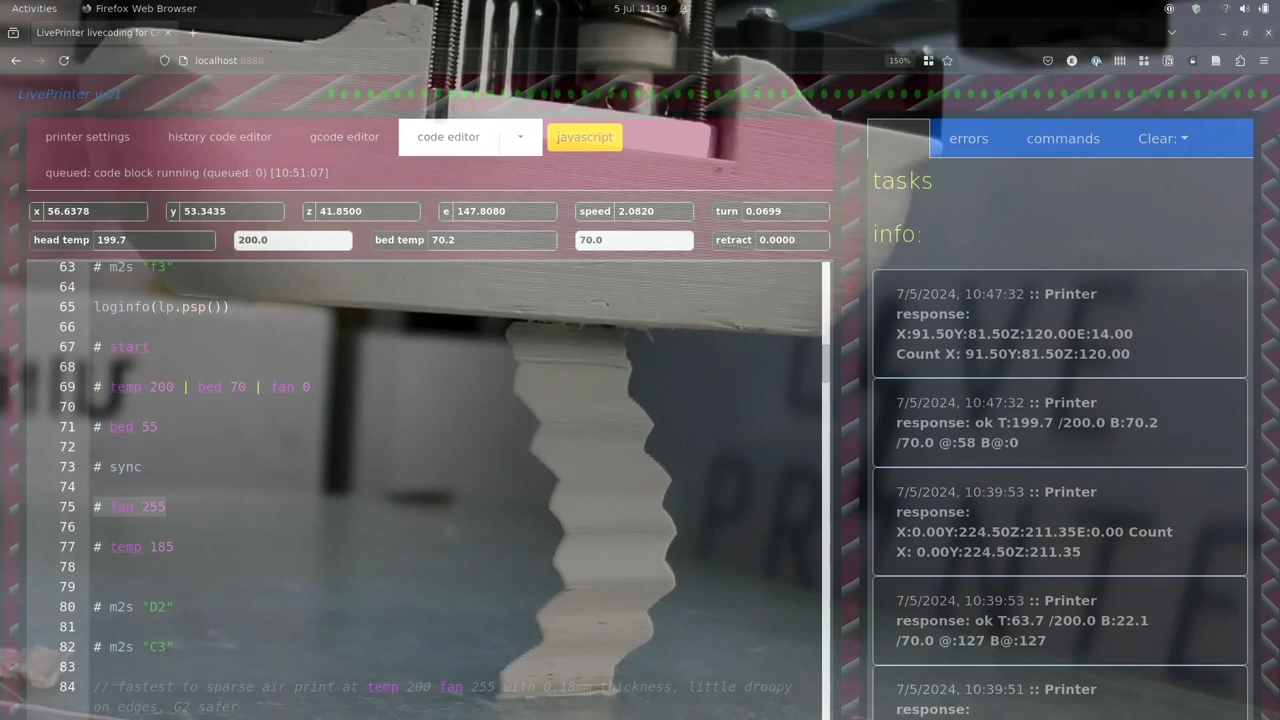 Activities
Firefox Web Browser
5 Jul 11:19
LivePrinter livecoding for C
localhost:8888
150%
LivePrinter v.01
printer settings
history code editor
gcode editor
code editor
javascript
queued: code block running (queued: 0) [10:51:07]
x 56.6378 y 53.3435 z 41.8500 e 147.8080 speed 2.0820 turn 0.0699
head temp 199.7 200.0 bed temp 70.2 70.0 retract 0.0000
63 # m2s "f3"
64
65 loginfo(lp.psp())
66
67 # start
68
69 # temp 200 | bed 70 | fan 0
70
71 # bed 55
72
73 # sync
74
75 # fan 255
76
77 # temp 185
78
79
80 # m2s "D2"
81
82 # m2s "C3"
83
84 // fastest to sparse air print at temp 200 fan 255 with 0.18mm thickness, little droopy
on edges, G2 safer
errors
commands
Clear:
tasks
info:
7/5/2024, 10:47:32 :: Printer
response:
X:91.50Y:81.50Z:120.00E:14.00
Count X: 91.50Y:81.50Z:120.00
7/5/2024, 10:47:32 :: Printer
response: ok T:199.7 /200.0 B:70.2
/70.0 @:58 B@:0
7/5/2024, 10:39:53 :: Printer
response:
X:0.00Y:224.50Z:211.35E:0.00 Count
X: 0.00Y:224.50Z:211.35
7/5/2024, 10:39:53 :: Printer
response: ok T:63.7 /200.0 B:22.1
/70.0 @:127 B@:127
7/5/2024, 10:39:51 :: Printer
response: